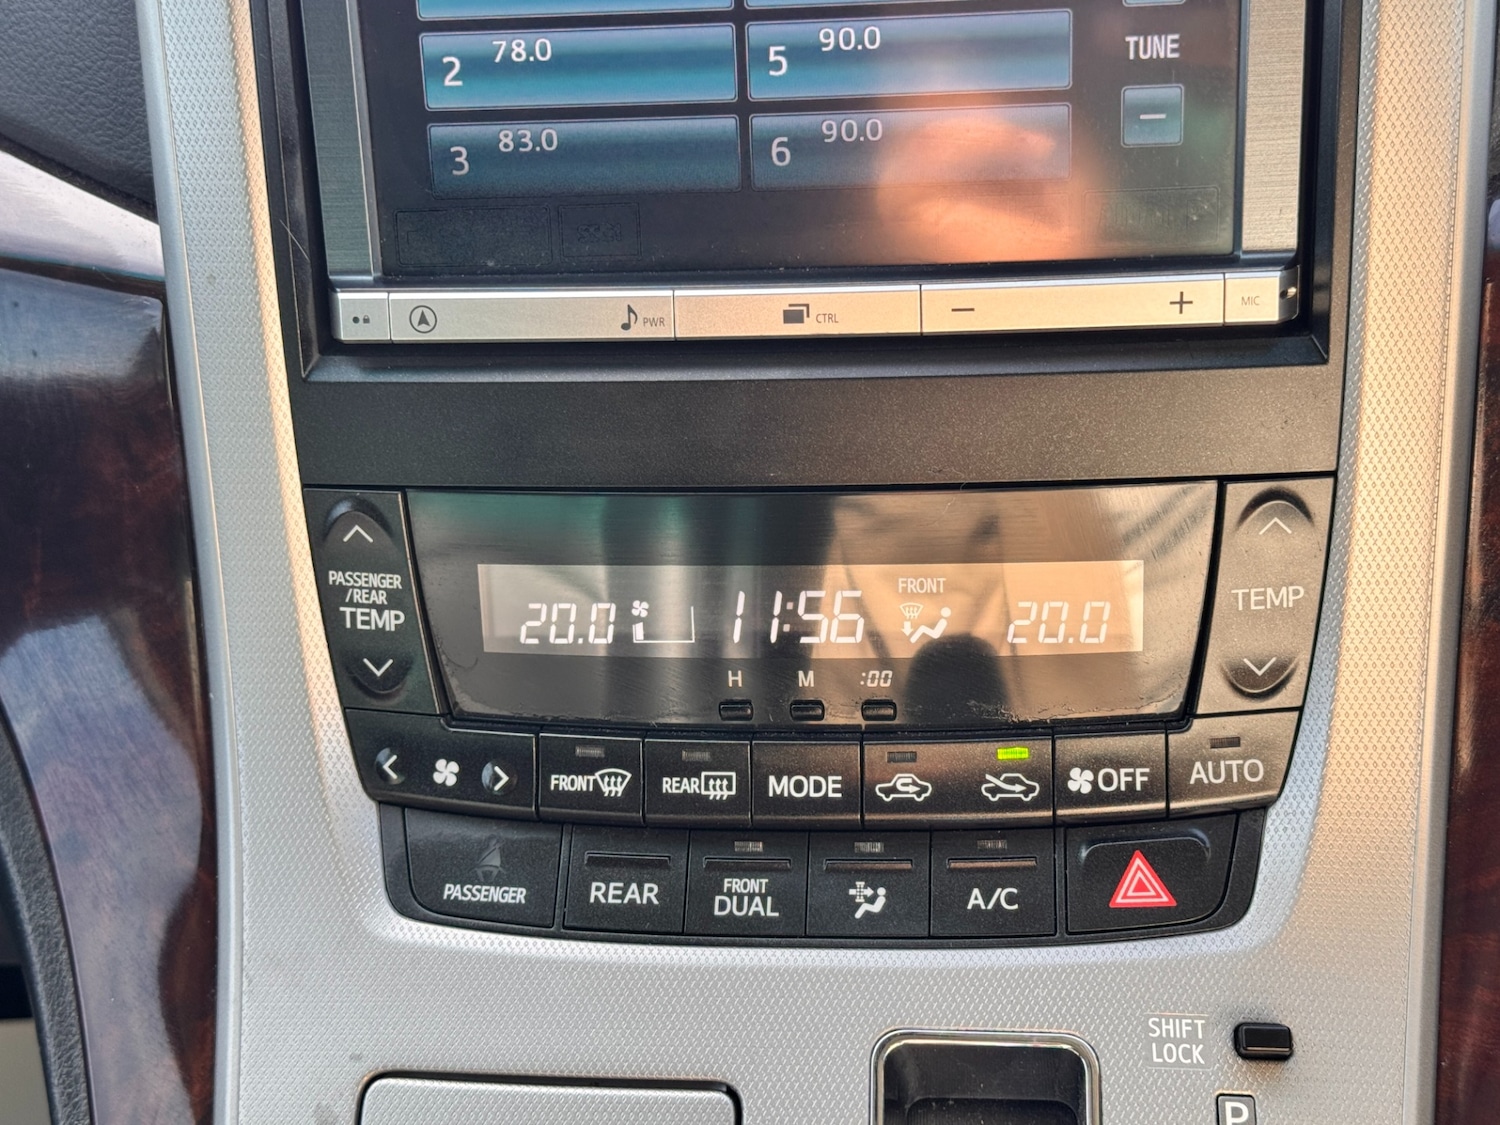 2 78.0
5 90.0
TUNE
−
3 83.0
6 90.0
PWR
CTRL
− +
MIC
PASSENGER
/REAR
TEMP
20.0
11:56
FRONT
20.0
TEMP
H M :00
FRONT
REAR
MODE
OFF
AUTO
PASSENGER
REAR
FRONT
DUAL
A/C
SHIFT
LOCK
P